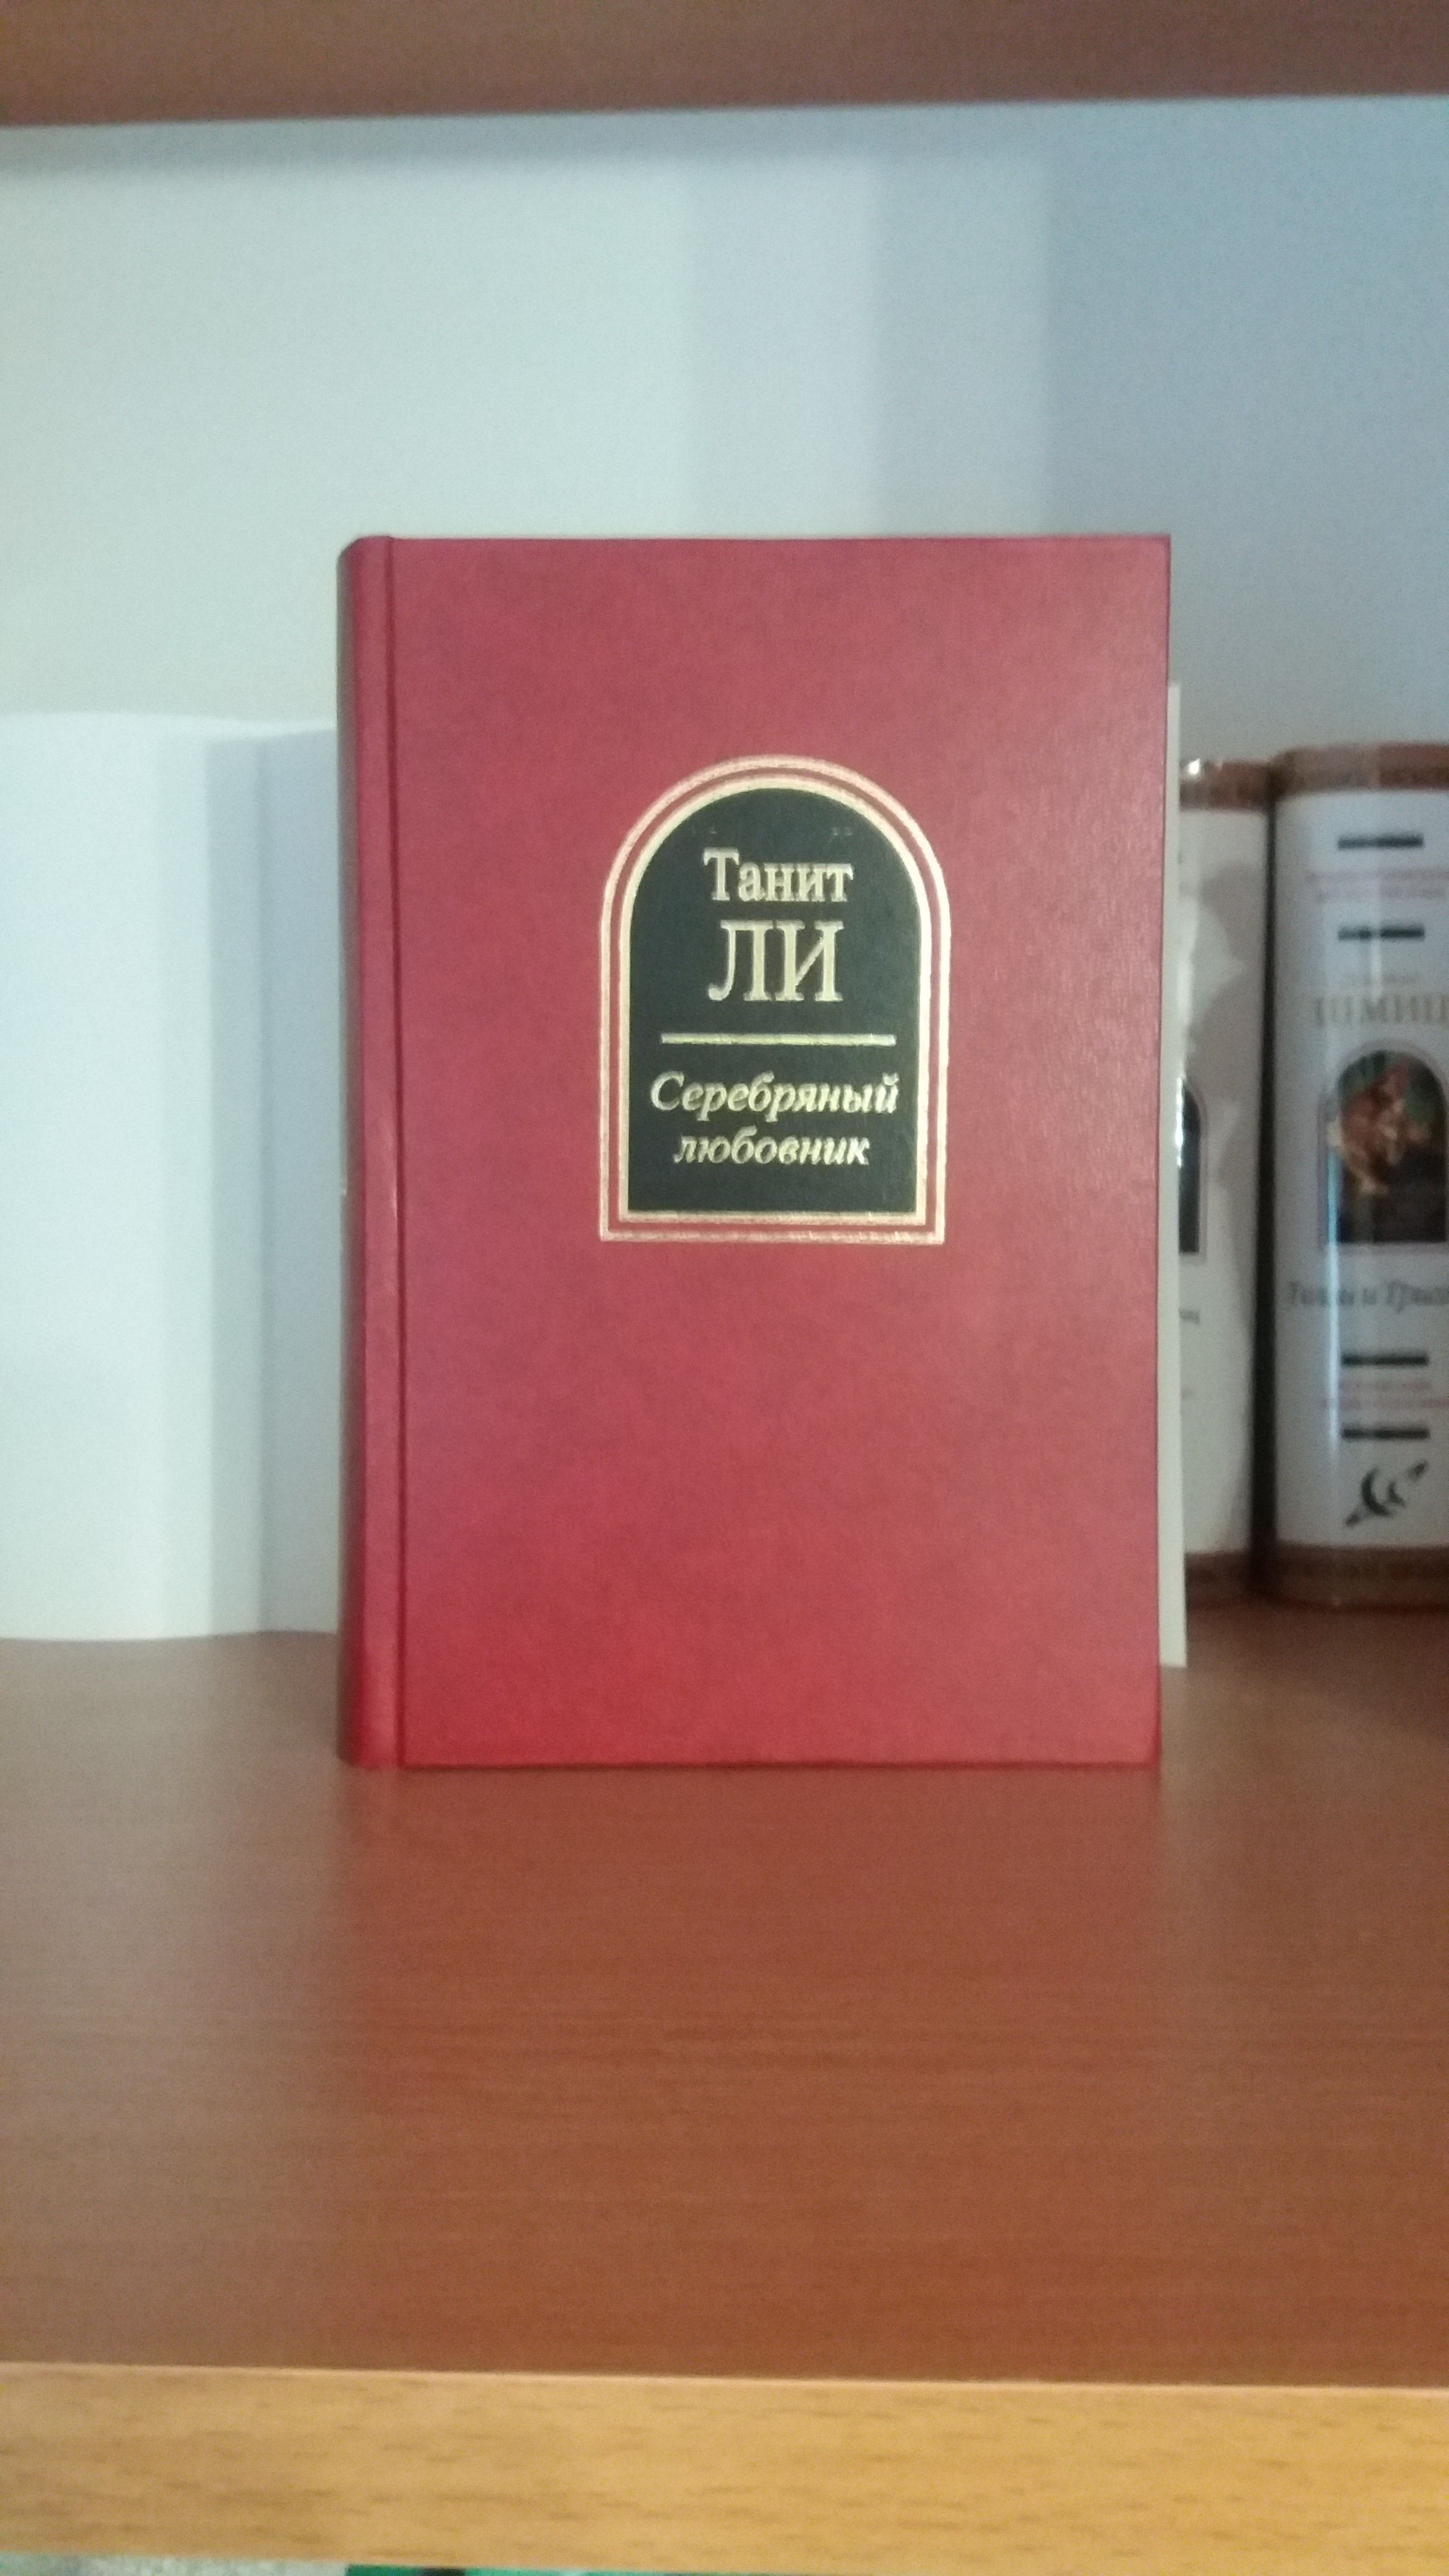 Танит
ЛИ
Серебряный
любовник